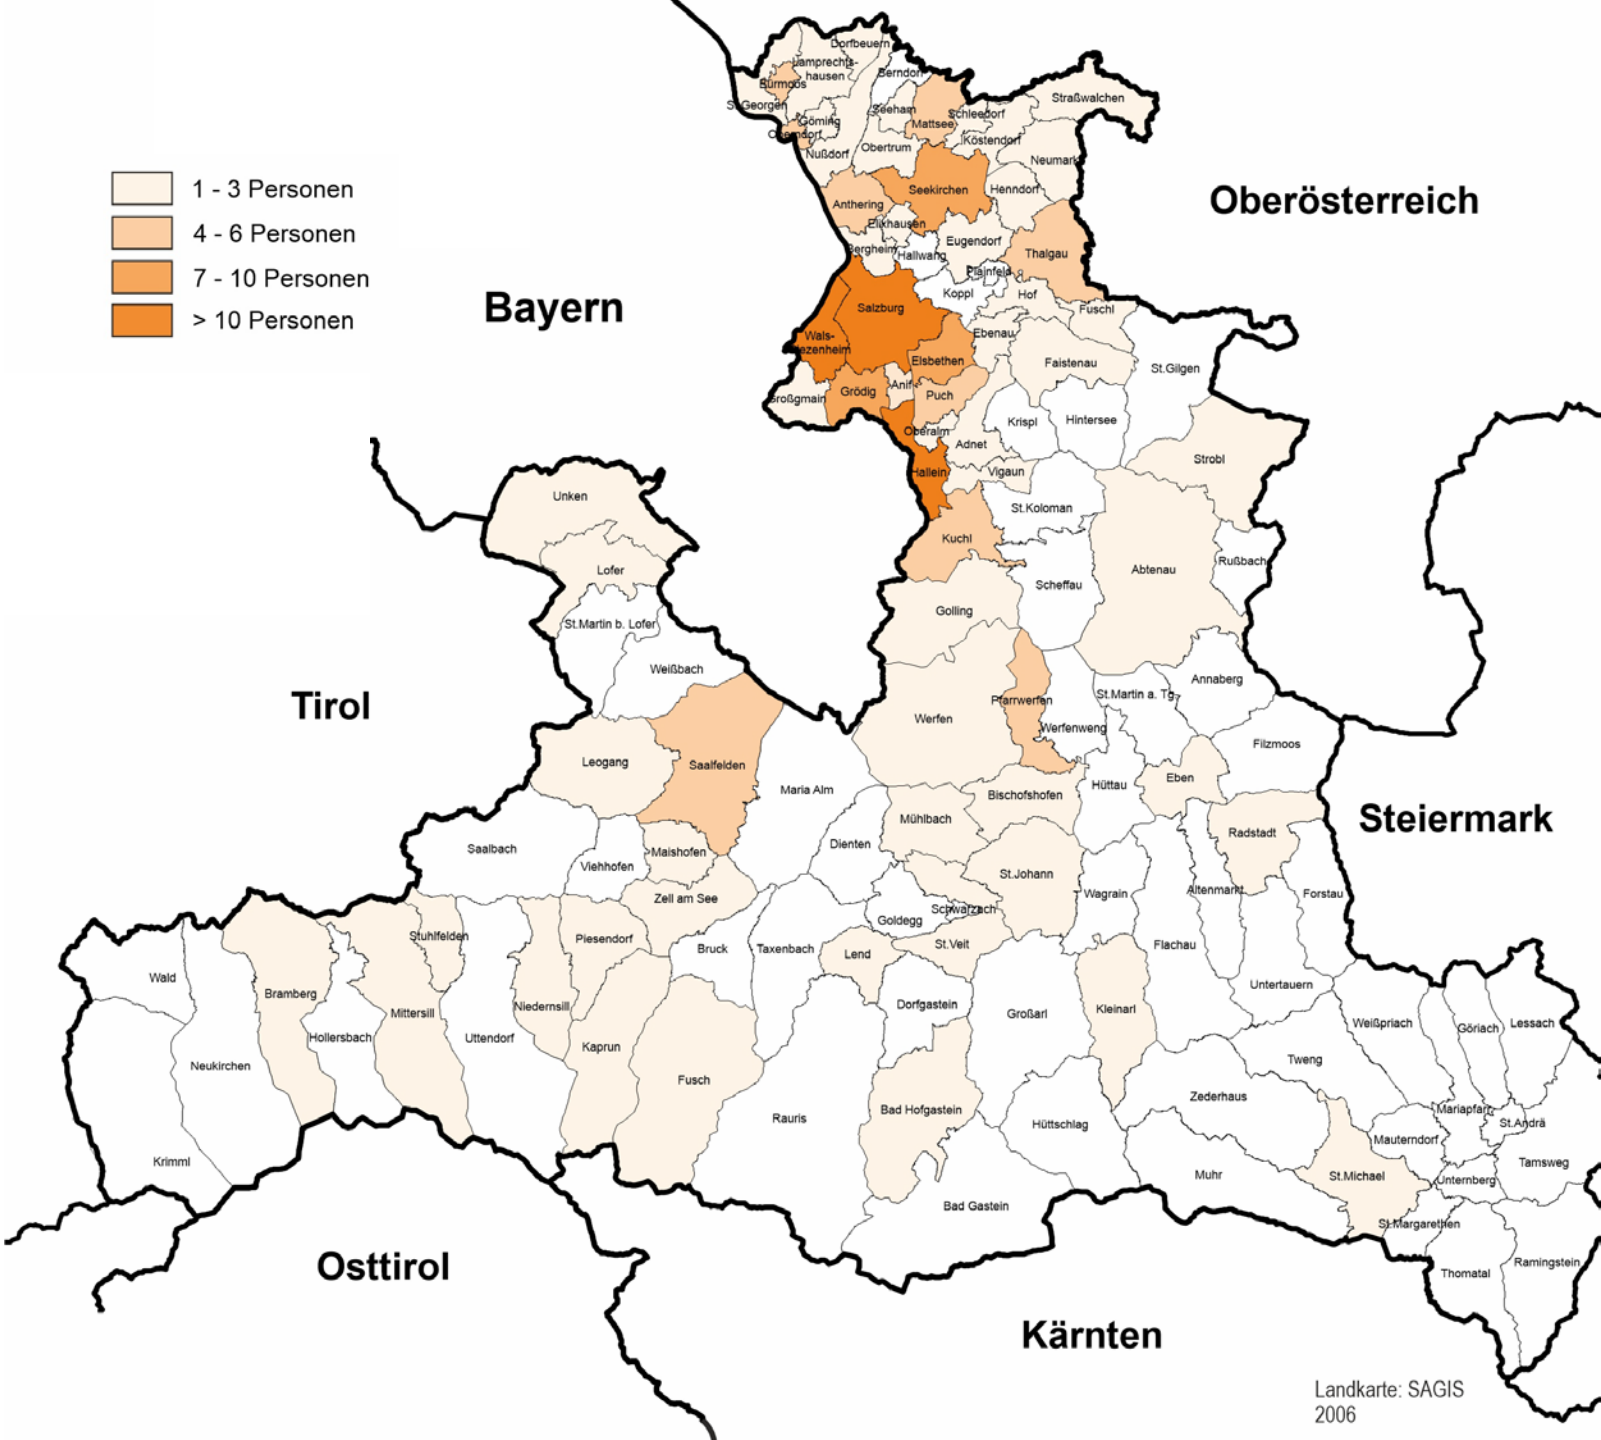 Dorfbeuern
Lamprechts-
hausen
Berndorf
Bürmoos
St.Georgen
Straßwalchen
Seeham
Schleedorf
Göming
Mattsee
Oberndorf
Köstendorf
Obertrum
Nußdorf
Neumarkt
1 - 3 Personen
Seekirchen
Henndorf
Oberösterreich
Anthering
Elixhausen
4 - 6 Personen
Eugendorf
Bergheim
Hallwang
Thalgau
Plainfeld
7 - 10 Personen
Koppl
Hof
Bayern
Salzburg
Fuschl
> 10 Personen
Wals-
Siezenheim
Ebenau
Elsbethen
Faistenau
St.Gilgen
Anif
Grödig
Puch
Großgmain
Krispl
Hintersee
Oberalm
Adnet
Strobl
Hallein
Vigaun
Unken
St.Koloman
Kuchl
Rußbach
Lofer
Abtenau
Scheffau
Golling
St.Martin b. Lofer
Weißbach
Annaberg
St.Martin a. Tg.
Tirol
Pfarrwerfen
Werfen
Werfenweng
Filzmoos
Leogang
Saalfelden
Eben
Hüttau
Maria Alm
Bischofshofen
Mühlbach
Steiermark
Radstadt
Dienten
Saalbach
Maishofen
Viehhofen
St.Johann
Altenmarkt
Wagrain
Forstau
Zell am See
Schwarzach
Goldegg
Stuhlfelden
Piesendorf
St.Veit
Flachau
Bruck
Taxenbach
Lend
Wald
Untertauern
Bramberg
Dorfgastein
Niedernsill
Kleinarl
Mittersill
Großarl
Weißpriach
Lessach
Göriach
Hollersbach
Uttendorf
Kaprun
Tweng
Neukirchen
Fusch
Zederhaus
Bad Hofgastein
Mariapfarr
Rauris
Hüttschlag
St.Andrä
Mauterndorf
Krimml
Tamsweg
Muhr
St.Michael
Unternberg
Bad Gastein
St.Margarethen
Osttirol
Ramingstein
Thomatal
Kärnten
Landkarte: SAGIS
2006